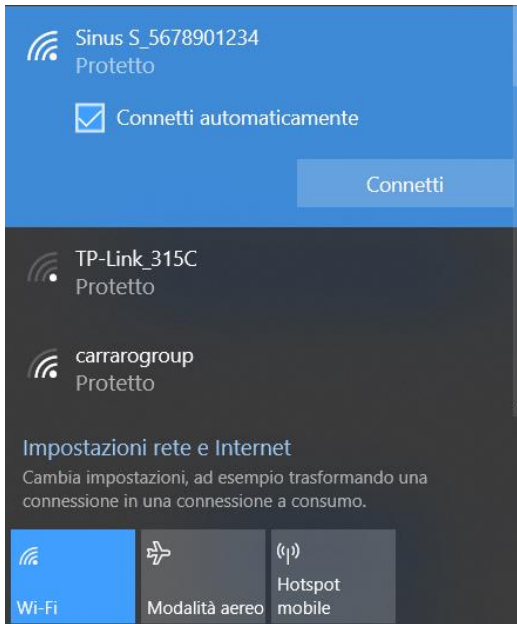 Sinus S_5678901234
Protetto
Connetti automaticamente
Connetti
TP-Link_315C
Protetto
carrarogroup
Protetto
Impostazioni rete e Internet
Cambia impostazioni, ad esempio trasformando una
connessione in una connessione a consumo.
Wi-Fi
Modalità aereo
Hotspot
mobile